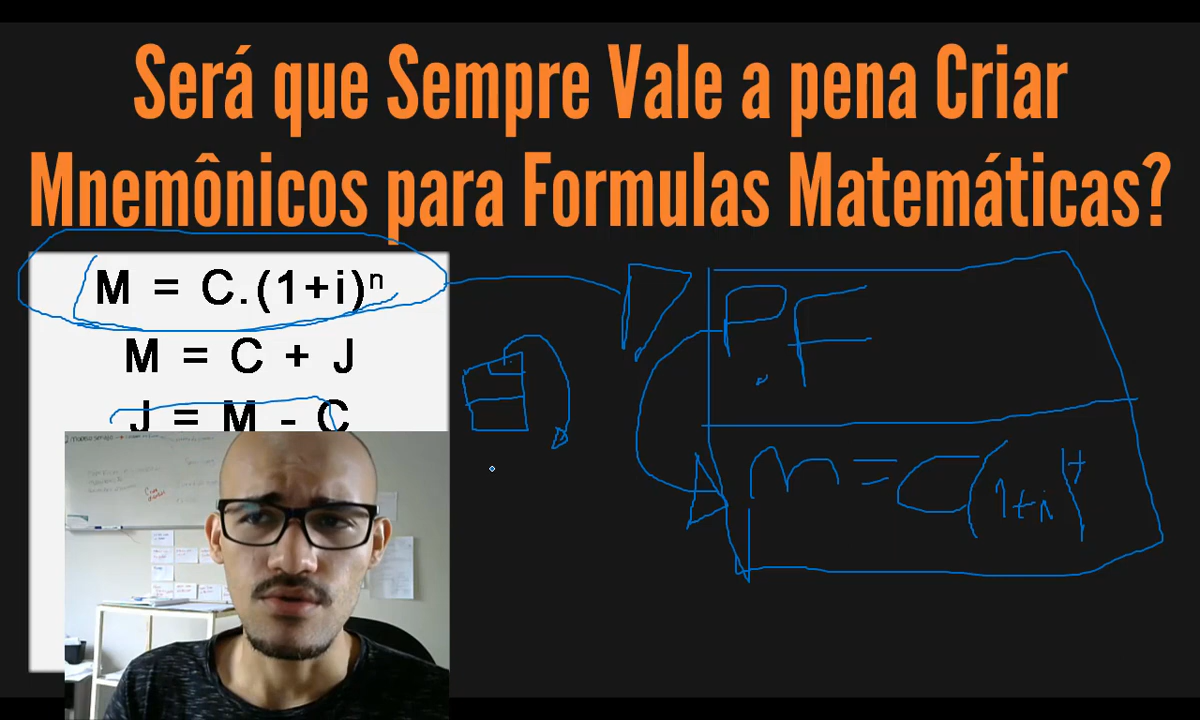 Será que Sempre Vale a pena Criar
Mnemônicos para Formulas Matemáticas?
M = C.(1+i)ⁿ
M = C + J
J = M - C
P.F
M=C(1+i)^t